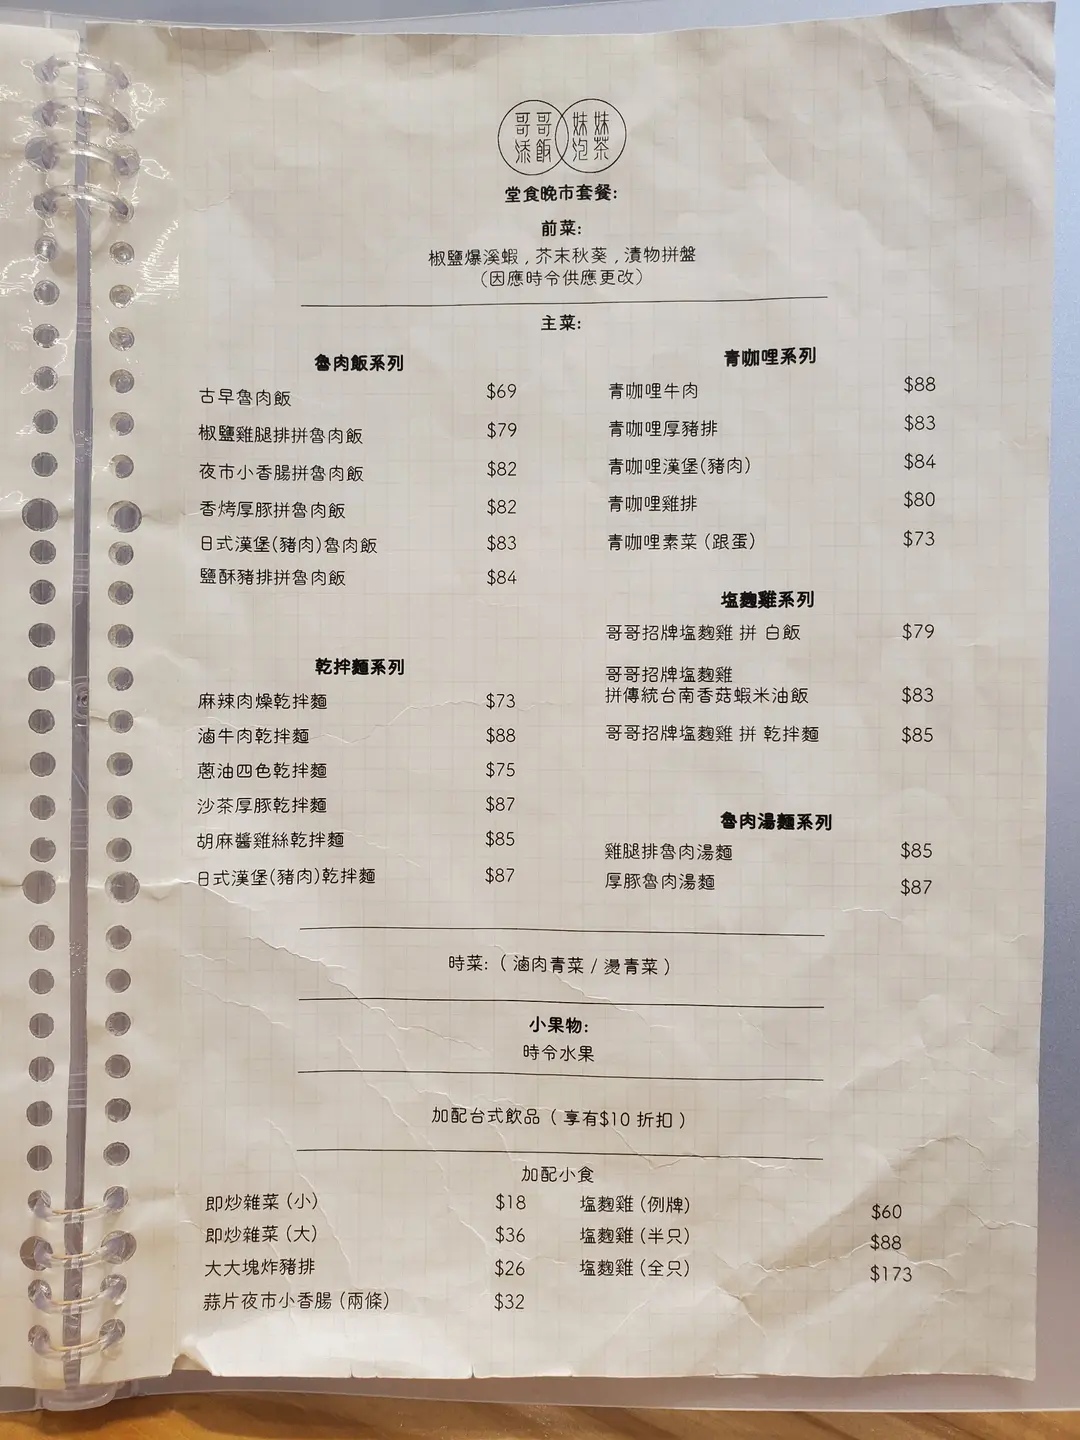 哥哥 妹妹
添飯 泡茶
堂食晚市套餐:
前菜:
椒鹽爆溪蝦 , 芥末秋葵 , 漬物拼盤
(因應時令供應更改)
主菜:
魯肉飯系列
古早魯肉飯 $69
椒鹽雞腿排拼魯肉飯 $79
夜市小香腸拼魯肉飯 $82
香烤厚豚拼魯肉飯 $82
日式漢堡(豬肉)魯肉飯 $83
鹽酥豬排拼魯肉飯 $84
乾拌麵系列
麻辣肉燥乾拌麵 $73
滷牛肉乾拌麵 $88
蔥油四色乾拌麵 $75
沙茶厚豚乾拌麵 $87
胡麻醬雞絲乾拌麵 $85
日式漢堡(豬肉)乾拌麵 $87
青咖哩系列
青咖哩牛肉 $88
青咖哩厚豬排 $83
青咖哩漢堡(豬肉) $84
青咖哩雞排 $80
青咖哩素菜 (跟蛋) $73
塩麴雞系列
哥哥招牌塩麴雞 拼 白飯 $79
哥哥招牌塩麴雞
拼傳統台南香菇蝦米油飯 $83
哥哥招牌塩麴雞 拼 乾拌麵 $85
魯肉湯麵系列
雞腿排魯肉湯麵 $85
厚豚魯肉湯麵 $87
時菜: ( 滷肉青菜 / 燙青菜 )
小果物:
時令水果
加配台式飲品 ( 享有$10 折扣 )
加配小食
即炒雜菜 (小) $18
即炒雜菜 (大) $36
大大塊炸豬排 $26
蒜片夜市小香腸 (兩條) $32
塩麴雞 (例牌) $60
塩麴雞 (半只) $88
塩麴雞 (全只) $173